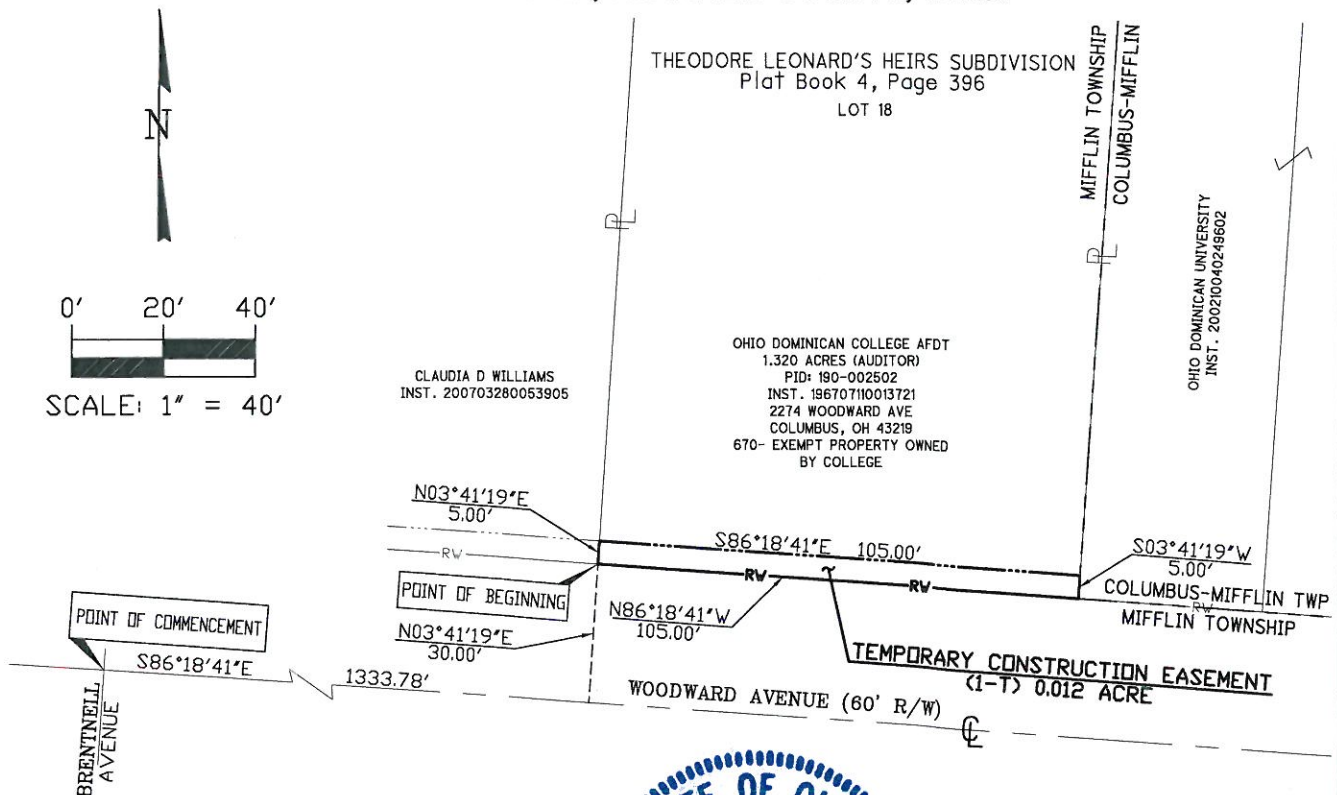 THEODORE LEONARD'S HEIRS SUBDIVISION
Plat Book 4, Page 396
LOT 18
MIFFLIN TOWNSHIP
COLUMBUS-MIFFLIN
N
PL
PL
0' 20' 40'
SCALE: 1" = 40'
CLAUDIA D WILLIAMS
INST. 200703280053905
OHIO DOMINICAN COLLEGE AFDT
1.320 ACRES (AUDITOR)
PID: 190-002502
INST. 196707110013721
2274 WOODWARD AVE
COLUMBUS, OH 43219
670- EXEMPT PROPERTY OWNED
BY COLLEGE
OHIO DOMINICAN UNIVERSITY
INST. 200210040249602
N03°41'19"E
5.00'
S86°18'41"E 105.00'
S03°41'19"W
5.00'
RW
RW
RW
RW
COLUMBUS-MIFFLIN TWP
MIFFLIN TOWNSHIP
POINT OF BEGINNING
N86°18'41"W
105.00'
N03°41'19"E
30.00'
POINT OF COMMENCEMENT
S86°18'41"E
1333.78'
TEMPORARY CONSTRUCTION EASEMENT
(1-T) 0.012 ACRE
WOODWARD AVENUE (60' R/W)
CL
BRENTNELL
AVENUE